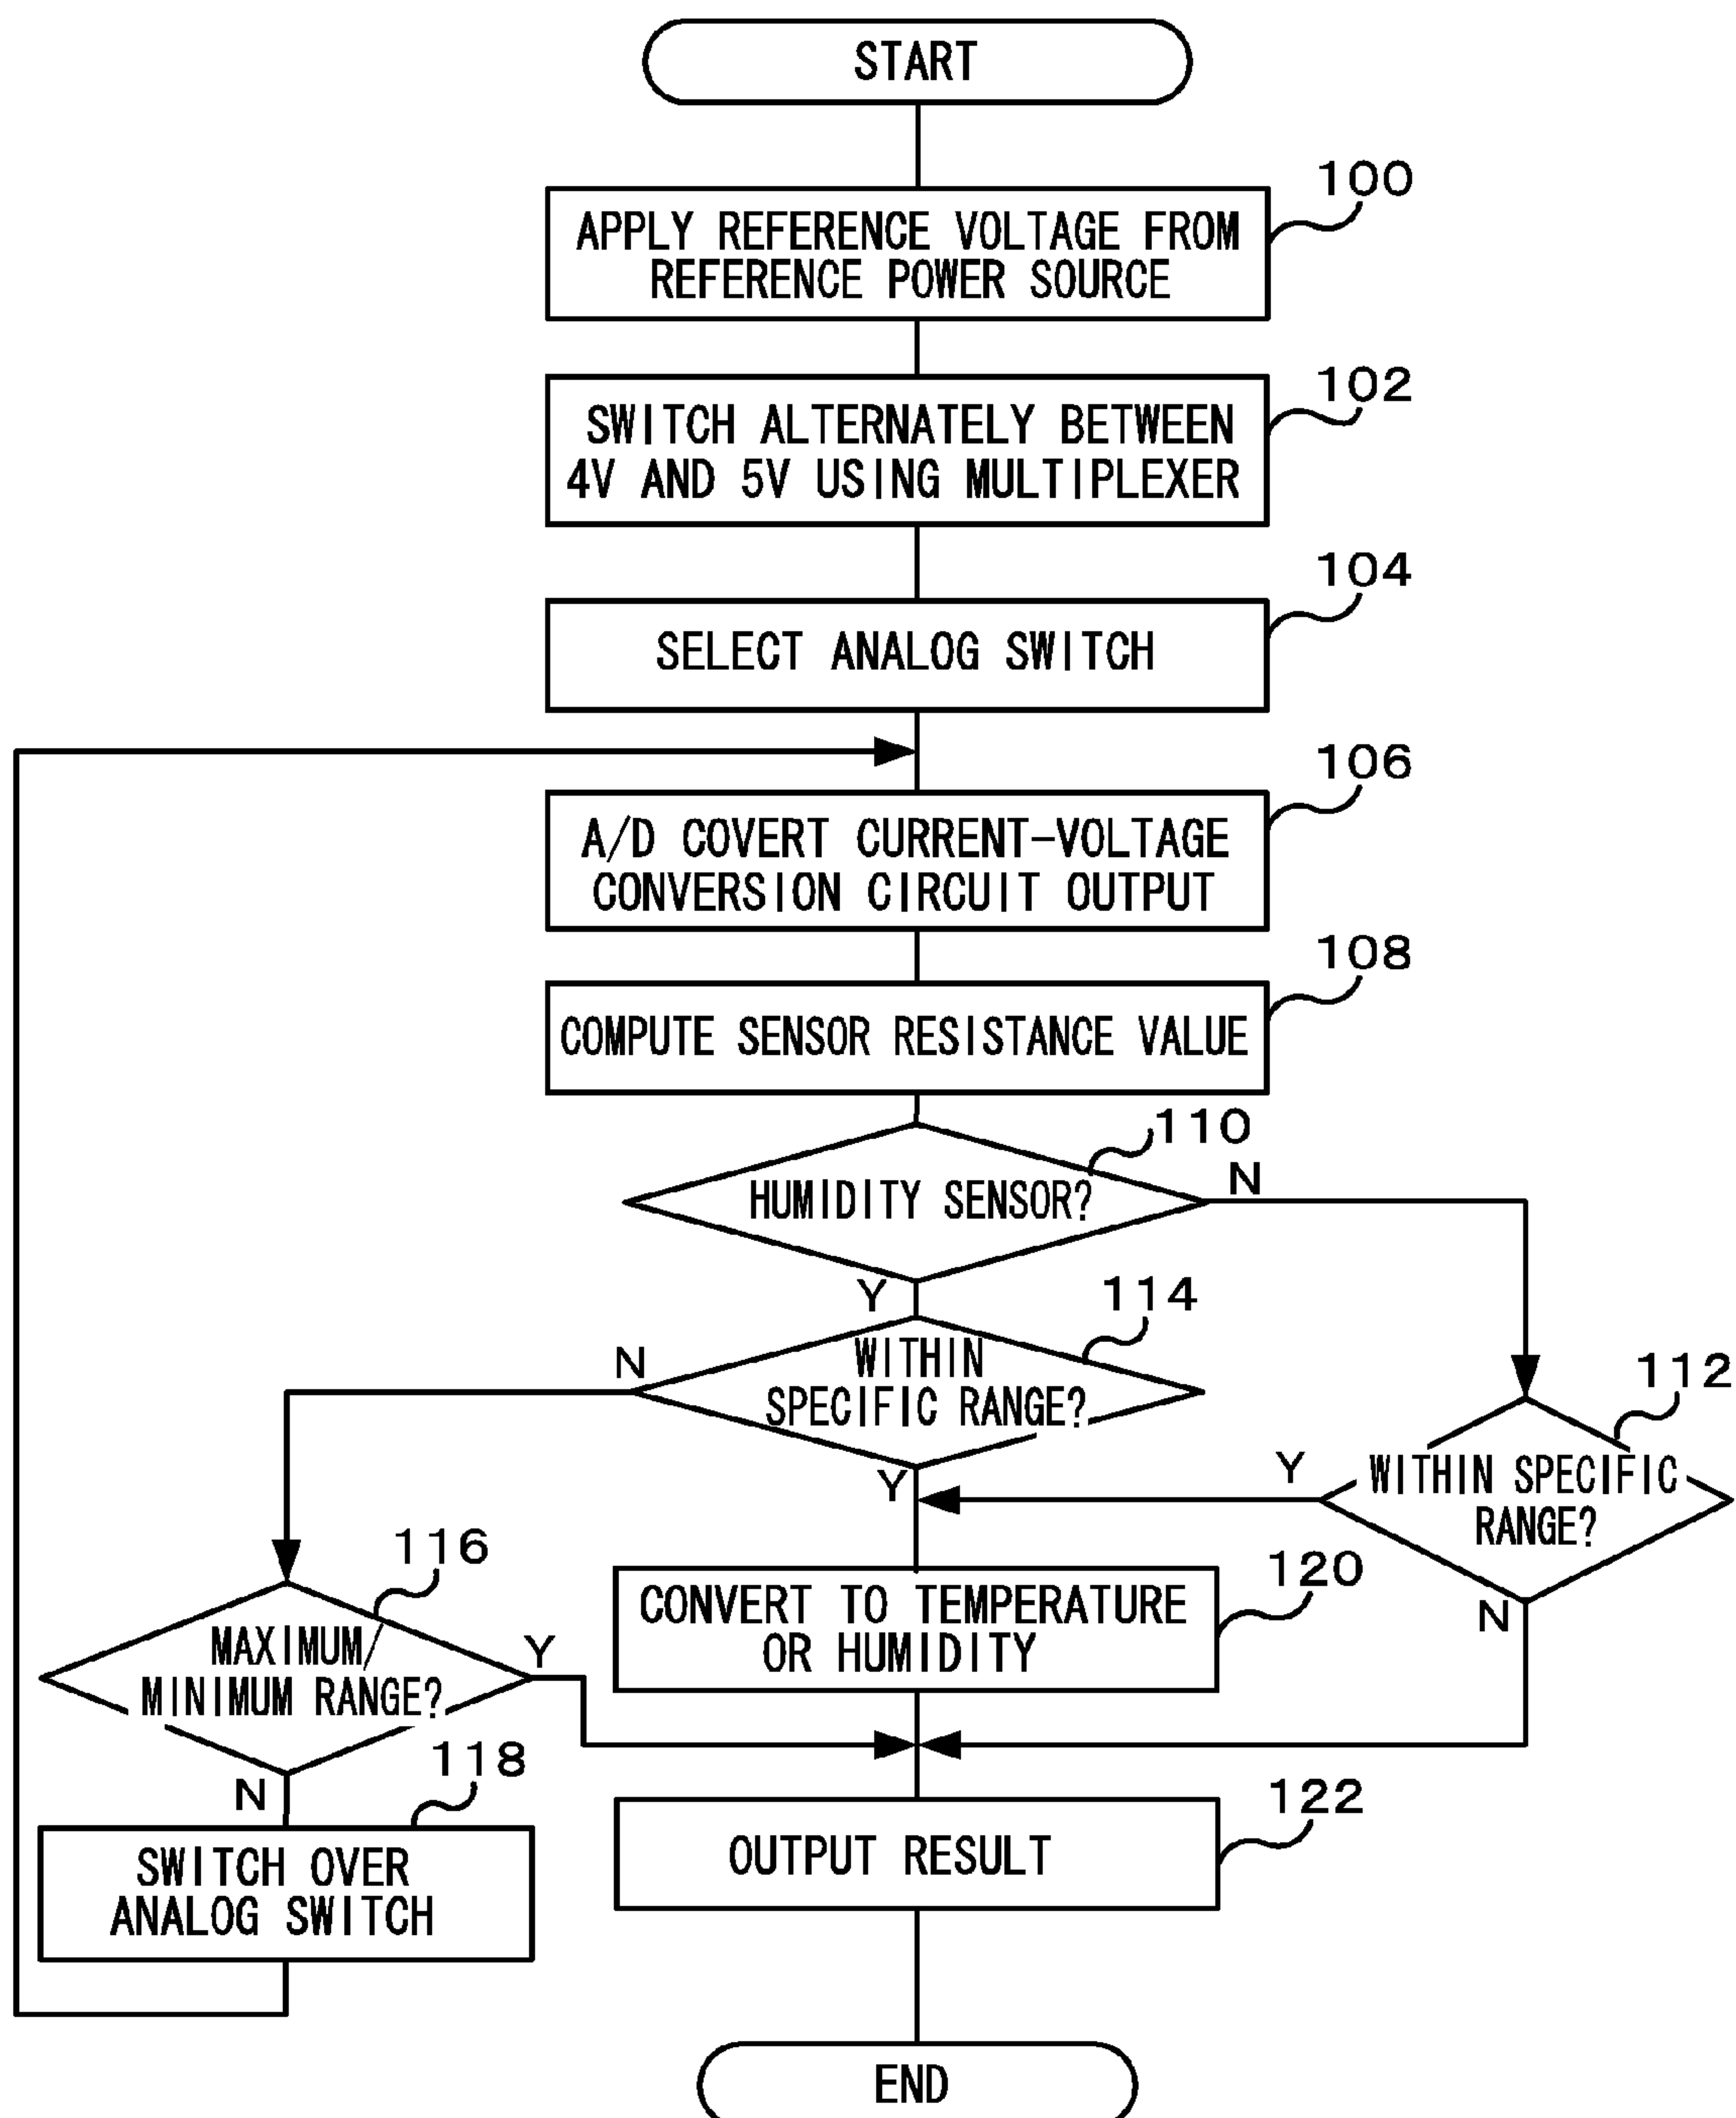 START
100
APPLY REFERENCE VOLTAGE FROM
REFERENCE POWER SOURCE
102
SWITCH ALTERNATELY BETWEEN
4V AND 5V USING MULTIPLEXER
104
SELECT ANALOG SWITCH
106
A/D COVERT CURRENT-VOLTAGE
CONVERSION CIRCUIT OUTPUT
108
COMPUTE SENSOR RESISTANCE VALUE
110
HUMIDITY SENSOR?
N
Y
114
WITHIN
SPECIFIC RANGE?
N
Y
112
WITHIN SPECIFIC
RANGE?
Y
N
116
MAXIMUM/
MINIMUM RANGE?
Y
N
120
CONVERT TO TEMPERATURE
OR HUMIDITY
118
SWITCH OVER
ANALOG SWITCH
122
OUTPUT RESULT
END